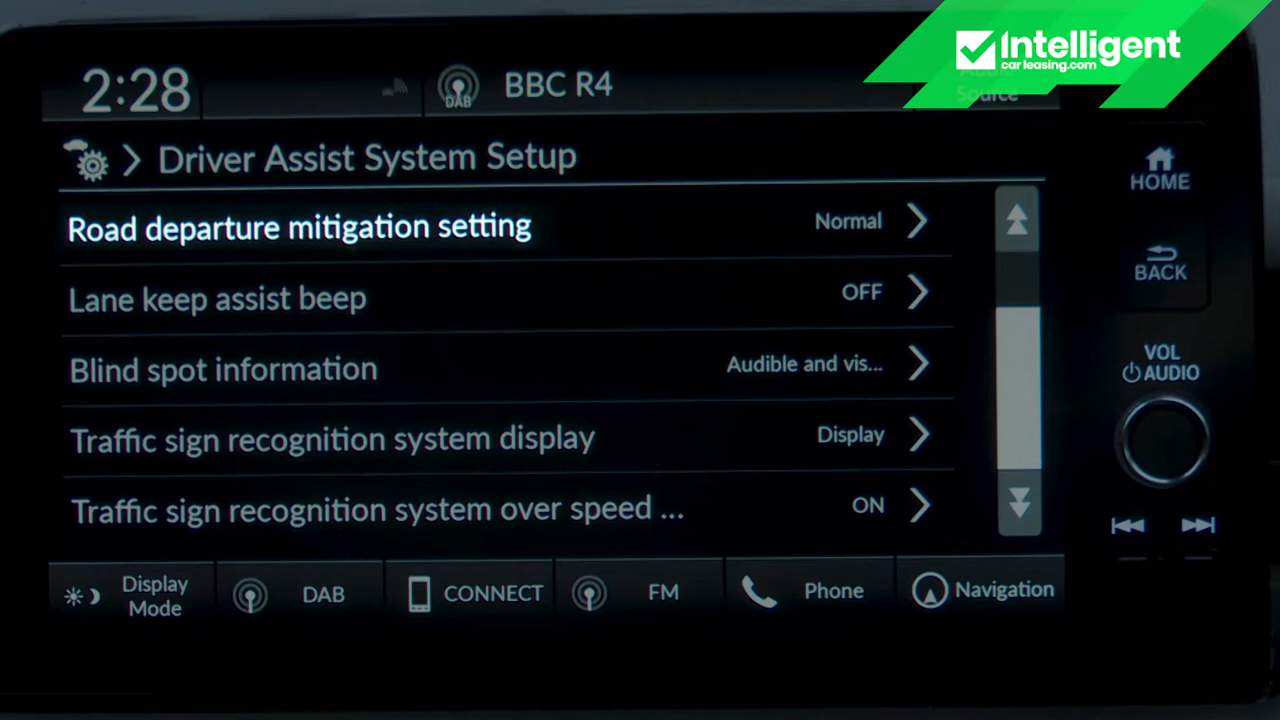 Intelligent
carleasing.com
2:28
DAB
BBC R4
Audio
Source
Driver Assist System Setup
HOME
Road departure mitigation setting
Normal
Lane keep assist beep
OFF
BACK
Blind spot information
Audible and vis...
VOL
AUDIO
Traffic sign recognition system display
Display
Traffic sign recognition system over speed ...
ON
Display
Mode
DAB
CONNECT
FM
Phone
Navigation